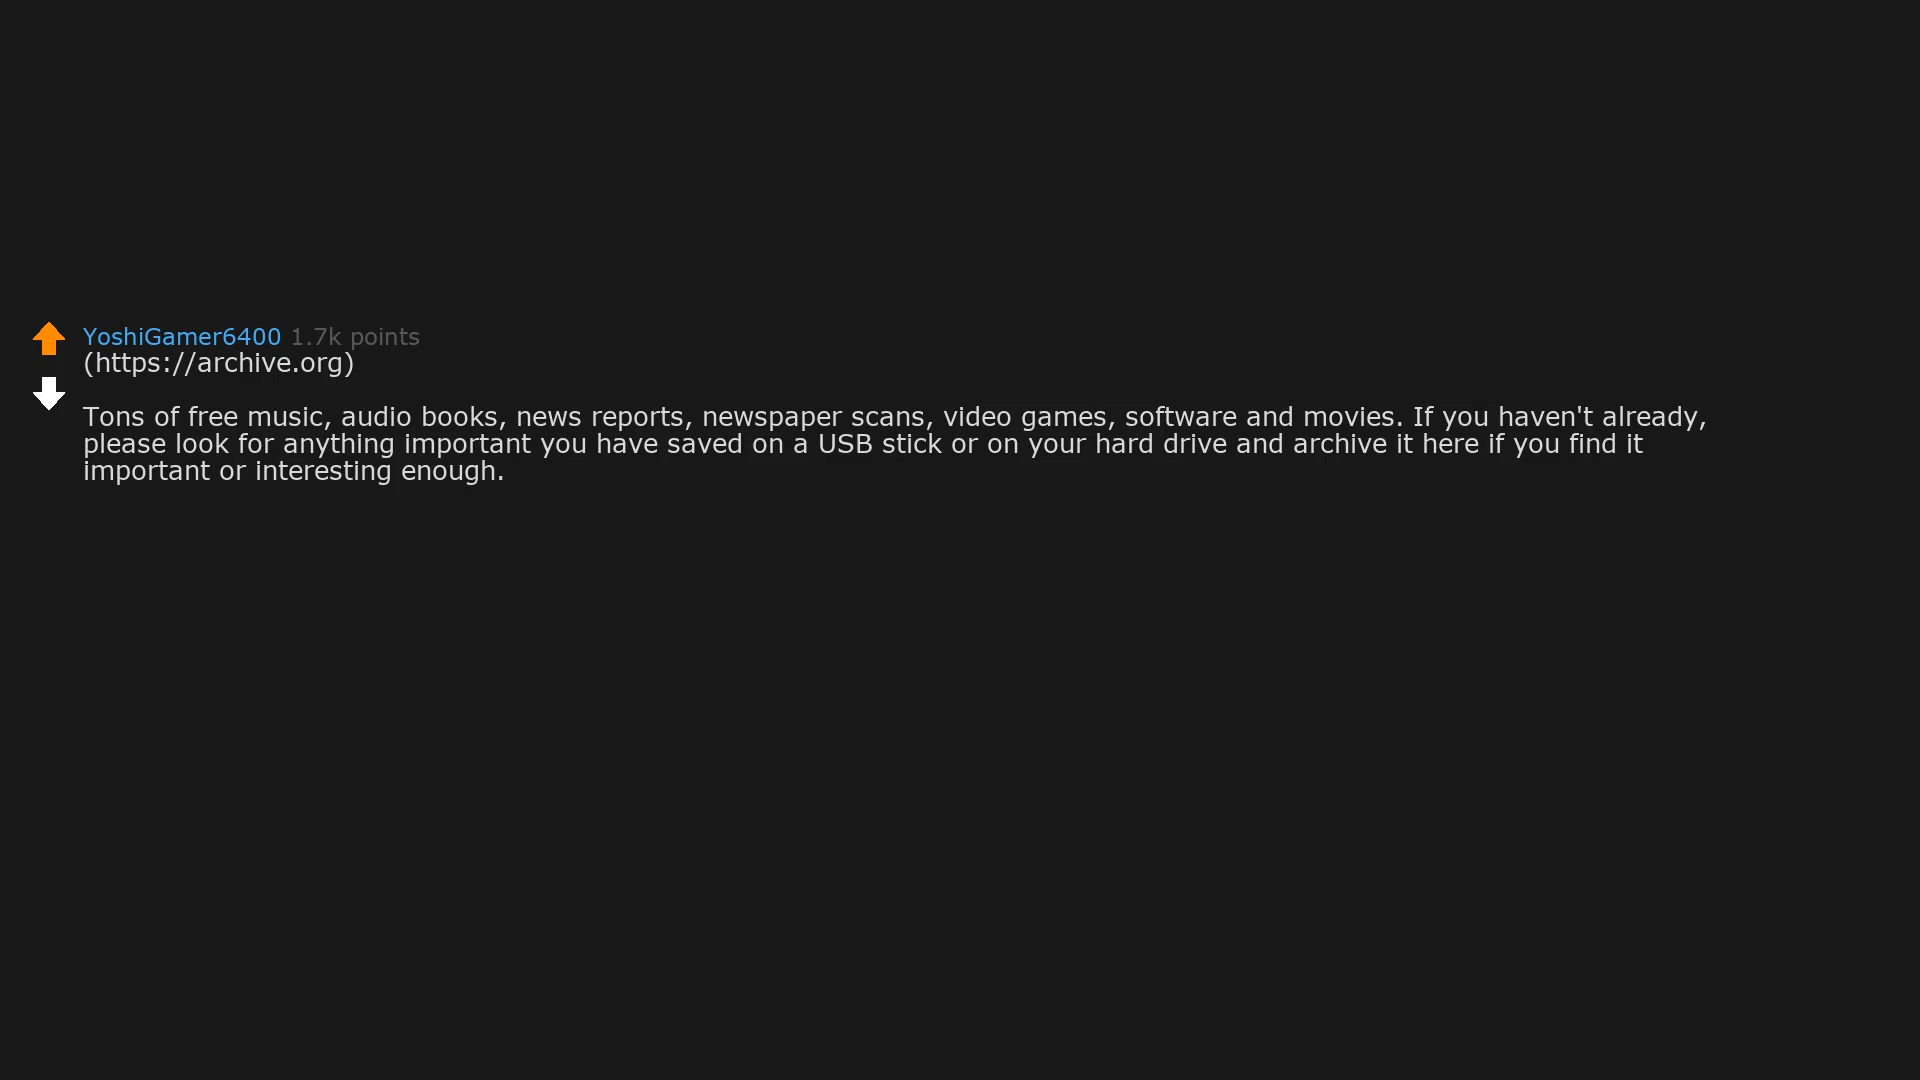 YoshiGamer6400 1.7k points
(https://archive.org)
Tons of free music, audio books, news reports, newspaper scans, video games, software and movies. If you haven't already,
please look for anything important you have saved on a USB stick or on your hard drive and archive it here if you find it
important or interesting enough.